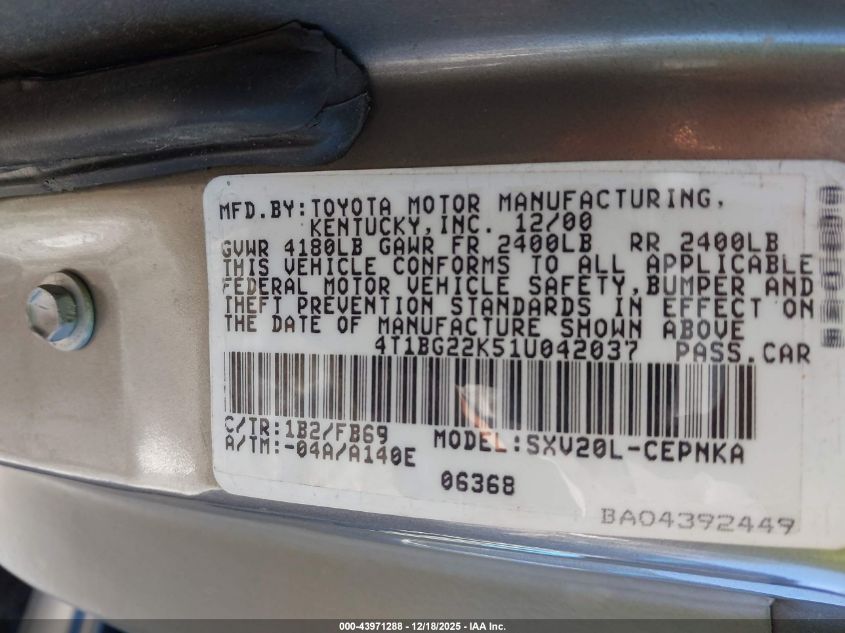 MFD.BY:TOYOTA MOTOR MANUFACTURING,
KENTUCKY,INC. 12/00
GVWR 4180LB GAWR FR 2400LB RR 2400LB
THIS VEHICLE CONFORMS TO ALL APPLICABLE
FEDERAL MOTOR VEHICLE SAFETY,BUMPER AND
THEFT PREVENTION STANDARDS IN EFFECT ON
THE DATE OF MANUFACTURE SHOWN ABOVE
4T1BG22K51U042037 PASS.CAR
C/TR:1B2/FB69
A/TM:-04A/A140E MODEL:SXV20L-CEPNKA
06368
BA04392449
000-43971288 - 12/18/2025 - IAA Inc.